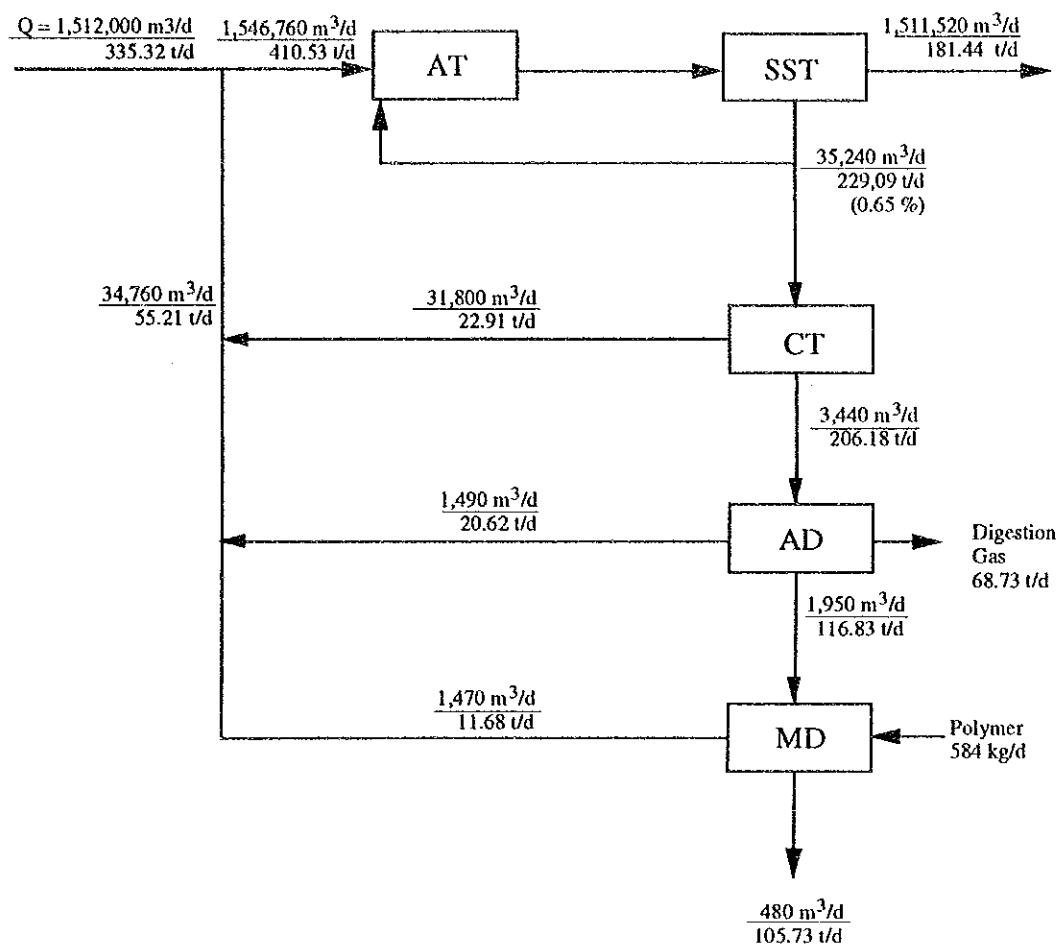 Q = 1,512,000 m3/d
335.32 t/d
1,546,760 m³/d
410.53 t/d
AT
SST
1,511,520 m³/d
181.44 t/d
35,240 m³/d
229,09 t/d
(0.65 %)
34,760 m³/d
55.21 t/d
31,800 m³/d
22.91 t/d
CT
3,440 m³/d
206.18 t/d
1,490 m³/d
20.62 t/d
AD
Digestion
Gas
68.73 t/d
1,950 m³/d
116.83 t/d
1,470 m³/d
11.68 t/d
MD
Polymer
584 kg/d
480 m³/d
105.73 t/d